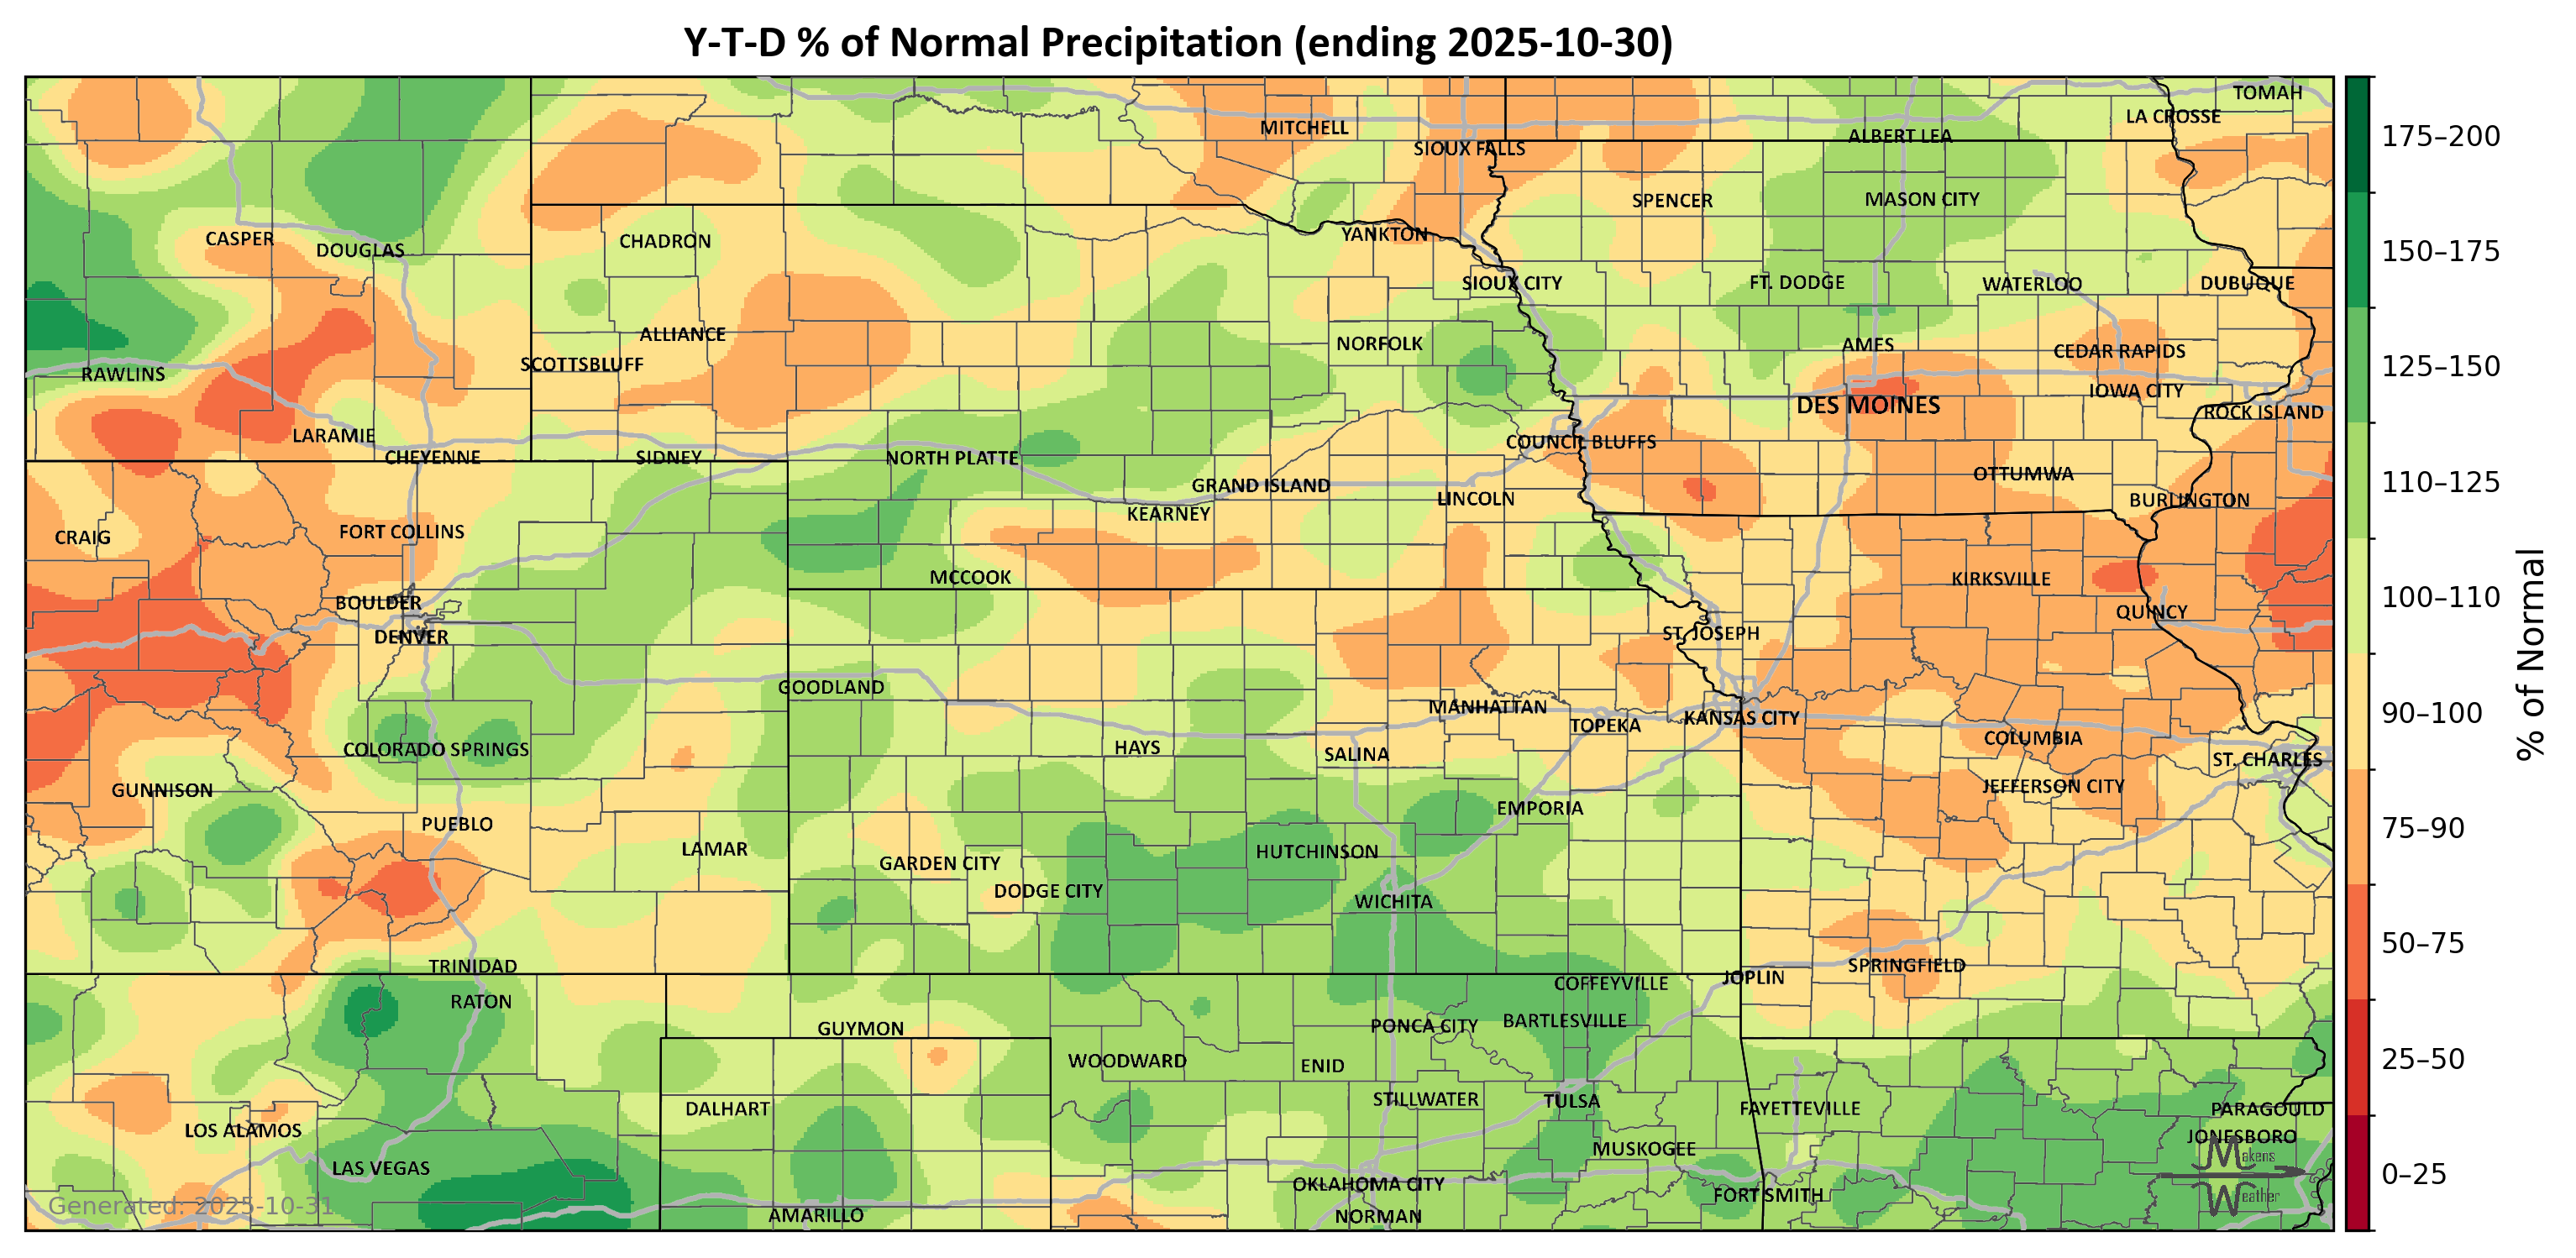 Y-T-D % of Normal Precipitation (ending 2025-10-30)
TOMAH
LA CROSSE
MITCHELL
ALBERT LEA
SIOUX FALLS
SPENCER
MASON CITY
CASPER
DOUGLAS
CHADRON
YANKTON
SIOUX CITY
FT. DODGE
WATERLOO
DUBUQUE
ALLIANCE
NORFOLK
AMES
CEDAR RAPIDS
SCOTTSBLUFF
RAWLINS
IOWA CITY
DES MOINES
ROCK ISLAND
LARAMIE
COUNCIL BLUFFS
CHEYENNE
SIDNEY
NORTH PLATTE
OTTUMWA
GRAND ISLAND
LINCOLN
BURLINGTON
KEARNEY
CRAIG
FORT COLLINS
MCCOOK
KIRKSVILLE
BOULDER
QUINCY
DENVER
ST. JOSEPH
GOODLAND
MANHATTAN
TOPEKA
KANSAS CITY
COLORADO SPRINGS
HAYS
SALINA
COLUMBIA
ST. CHARLES
GUNNISON
JEFFERSON CITY
EMPORIA
PUEBLO
LAMAR
HUTCHINSON
GARDEN CITY
DODGE CITY
WICHITA
TRINIDAD
SPRINGFIELD
JOPLIN
COFFEYVILLE
RATON
GUYMON
PONCA CITY
BARTLESVILLE
WOODWARD
ENID
DALHART
STILLWATER
TULSA
FAYETTEVILLE
PARAGOULD
LOS ALAMOS
JONESBORO
MUSKOGEE
LAS VEGAS
OKLAHOMA CITY
FORT SMITH
AMARILLO
NORMAN
Generated: 2025-10-31
Makens
Weather
175–200
150–175
125–150
110–125
100–110
90–100
75–90
50–75
25–50
0–25
% of Normal